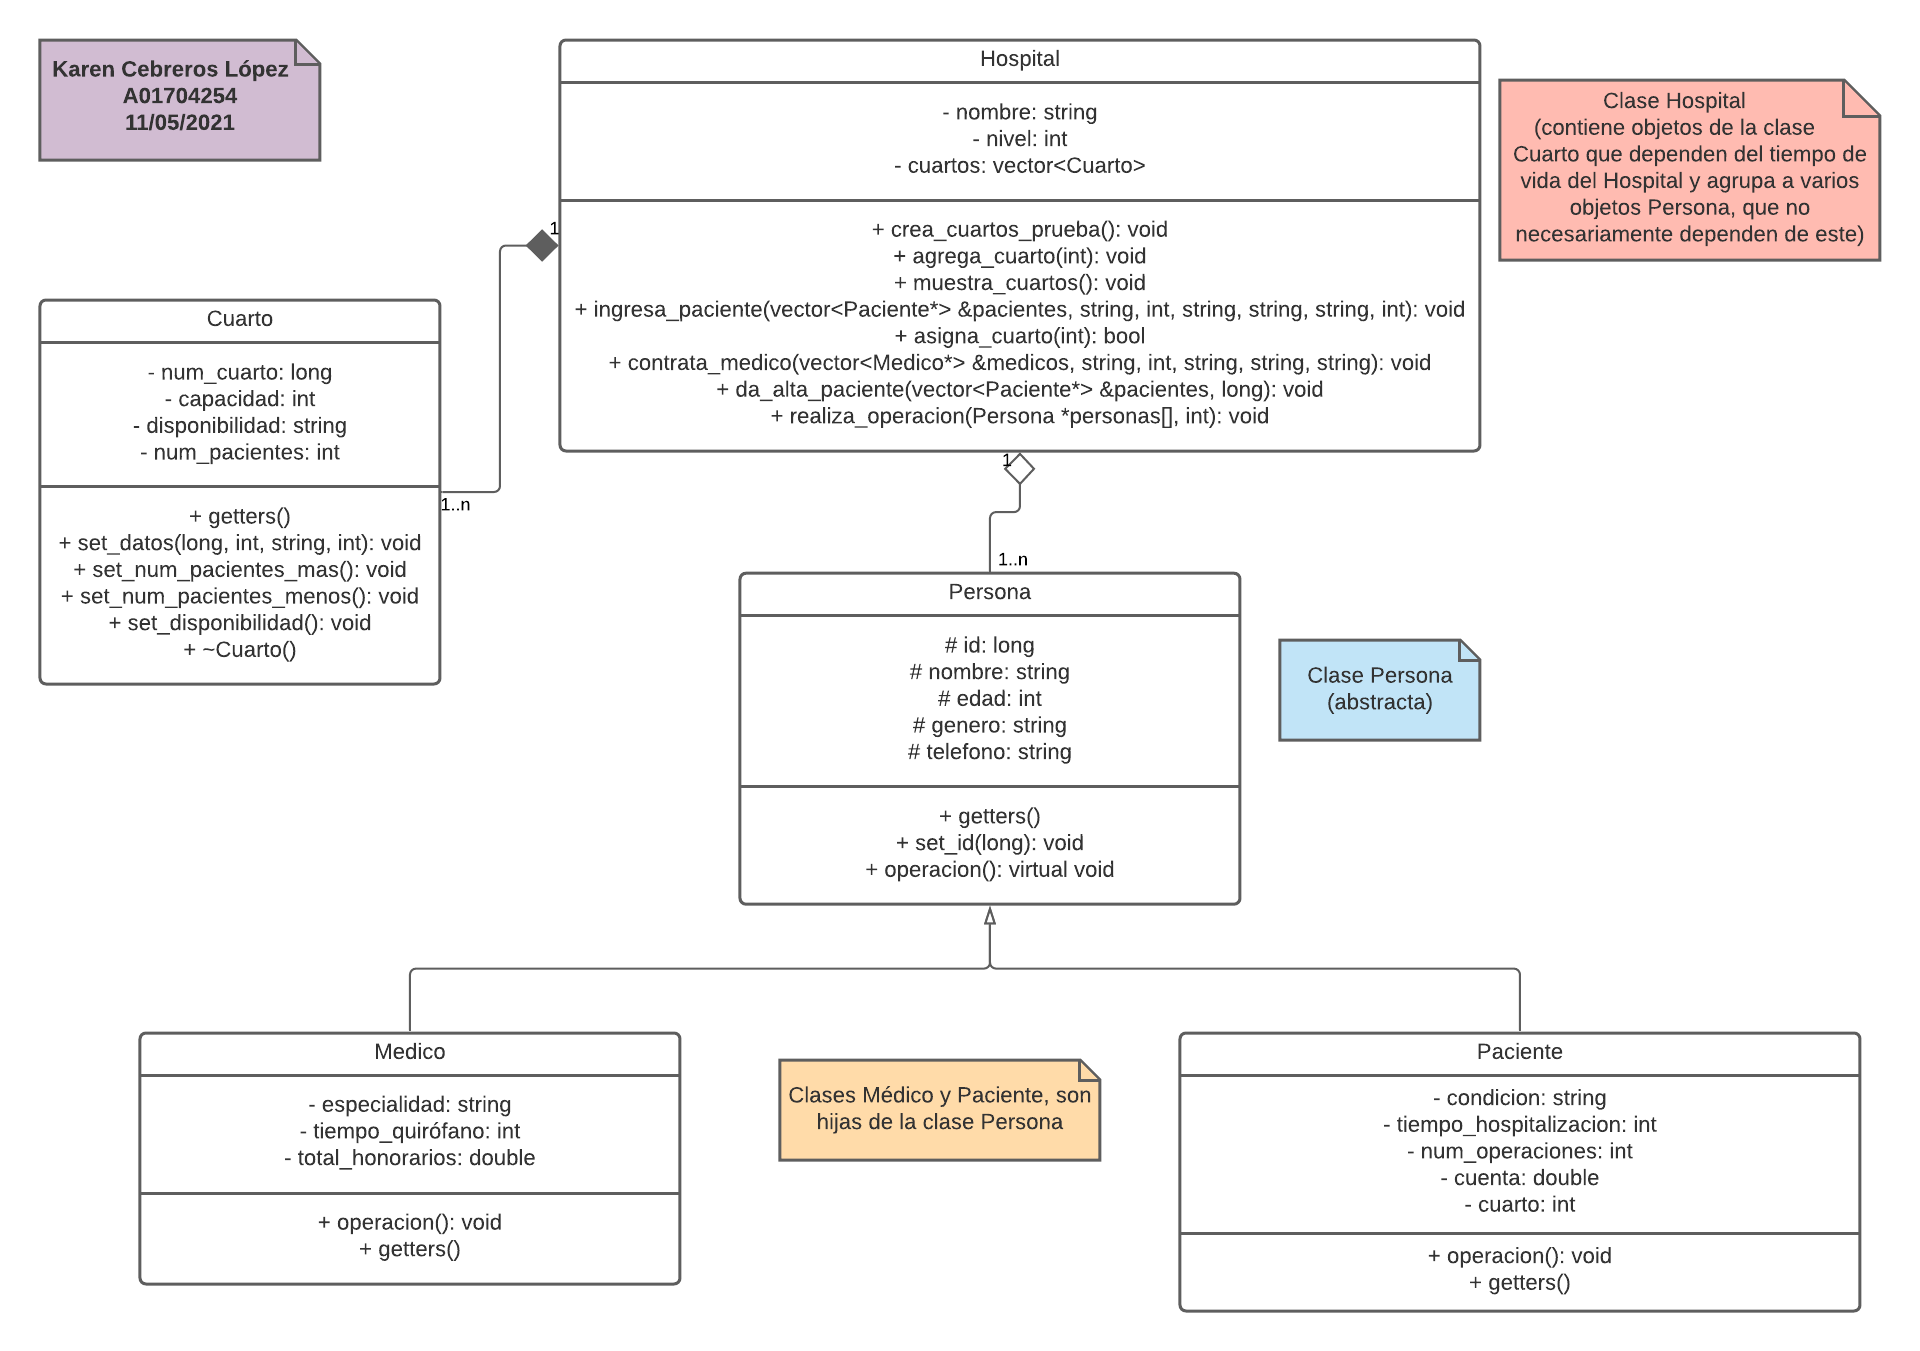 Karen Cebreros López
A01704254
11/05/2021
Hospital
- nombre: string
- nivel: int
- cuartos: vector<Cuarto>
+ crea_cuartos_prueba(): void
+ agrega_cuarto(int): void
+ muestra_cuartos(): void
+ ingresa_paciente(vector<Paciente*> &pacientes, string, int, string, string, string, int): void
+ asigna_cuarto(int): bool
+ contrata_medico(vector<Medico*> &medicos, string, int, string, string, string): void
+ da_alta_paciente(vector<Paciente*> &pacientes, long): void
+ realiza_operacion(Persona *personas[], int): void
Clase Hospital
(contiene objetos de la clase
Cuarto que dependen del tiempo de
vida del Hospital y agrupa a varios
objetos Persona, que no
necesariamente dependen de este)
1
1..n
Cuarto
- num_cuarto: long
- capacidad: int
- disponibilidad: string
- num_pacientes: int
+ getters()
+ set_datos(long, int, string, int): void
+ set_num_pacientes_mas(): void
+ set_num_pacientes_menos(): void
+ set_disponibilidad(): void
+ ~Cuarto()
1
1..n
Persona
# id: long
# nombre: string
# edad: int
# genero: string
# telefono: string
+ getters()
+ set_id(long): void
+ operacion(): virtual void
Clase Persona
(abstracta)
Medico
- especialidad: string
- tiempo_quirófano: int
- total_honorarios: double
+ operacion(): void
+ getters()
Clases Médico y Paciente, son
hijas de la clase Persona
Paciente
- condicion: string
- tiempo_hospitalizacion: int
- num_operaciones: int
- cuenta: double
- cuarto: int
+ operacion(): void
+ getters()